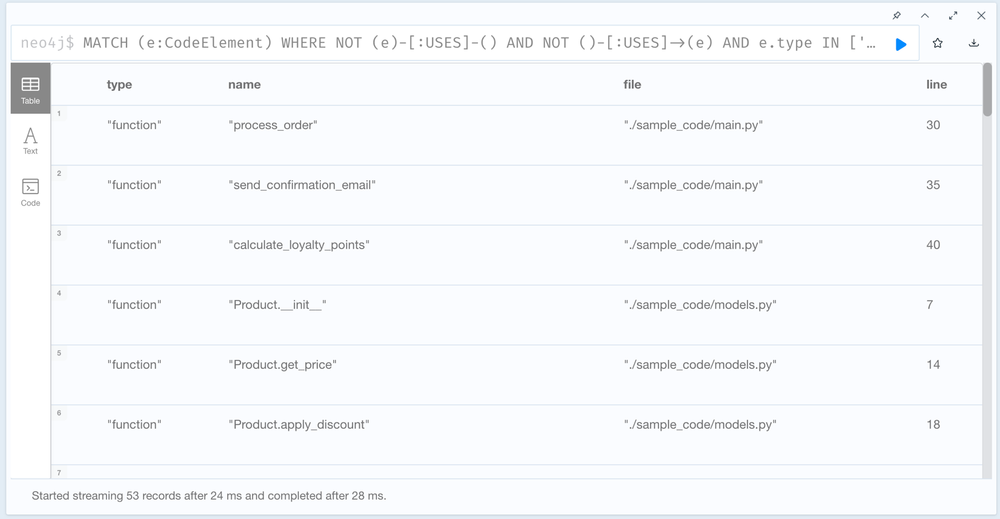 neo4j$ MATCH (e:CodeElement) WHERE NOT (e)-[:USES]-() AND NOT ()-[:USES]→(e) AND e.type IN ['…
Table
Text
Code
type name file line
1
"function" "process_order" "./sample_code/main.py" 30
2
"function" "send_confirmation_email" "./sample_code/main.py" 35
3
"function" "calculate_loyalty_points" "./sample_code/main.py" 40
4
"function" "Product.__init__" "./sample_code/models.py" 7
5
"function" "Product.get_price" "./sample_code/models.py" 14
6
"function" "Product.apply_discount" "./sample_code/models.py" 18
7
Started streaming 53 records after 24 ms and completed after 28 ms.